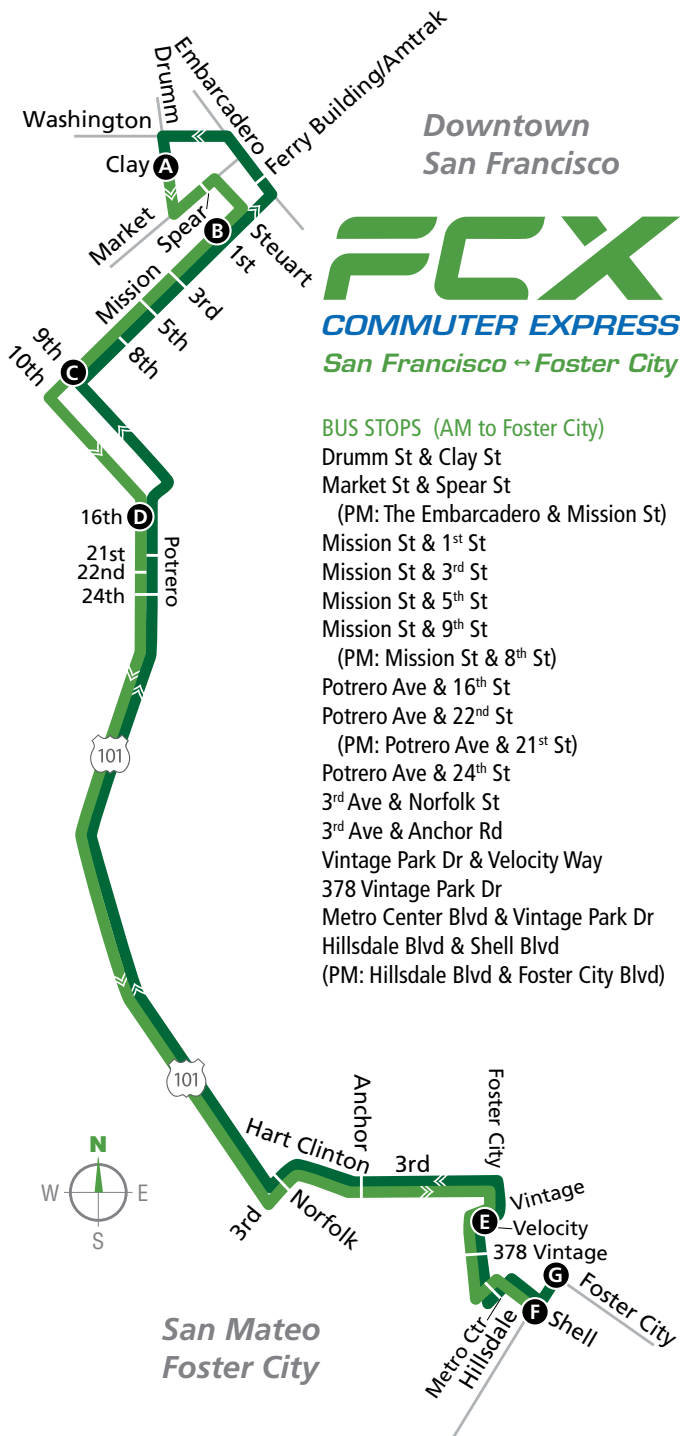 Drumm
Embarcadero
Ferry Building/Amtrak
Washington
Downtown
San Francisco
Clay
A
Market
Spear
B
1st
Steuart
FCX
COMMUTER EXPRESS
San Francisco ↔ Foster City
Mission
3rd
5th
8th
9th
10th
C
BUS STOPS (AM to Foster City)
Drumm St & Clay St
Market St & Spear St
(PM: The Embarcadero & Mission St)
Mission St & 1st St
Mission St & 3rd St
Mission St & 5th St
Mission St & 9th St
(PM: Mission St & 8th St)
Potrero Ave & 16th St
Potrero Ave & 22nd St
(PM: Potrero Ave & 21st St)
Potrero Ave & 24th St
3rd Ave & Norfolk St
3rd Ave & Anchor Rd
Vintage Park Dr & Velocity Way
378 Vintage Park Dr
Metro Center Blvd & Vintage Park Dr
Hillsdale Blvd & Shell Blvd
(PM: Hillsdale Blvd & Foster City Blvd)
16th
D
21st
22nd
24th
Potrero
101
101
N
W
E
S
3rd
Norfolk
Hart Clinton
Anchor
3rd
Foster City
Vintage
E
Velocity
378 Vintage
G
Foster City
F
Shell
Metro Ctr
Hillsdale
San Mateo
Foster City